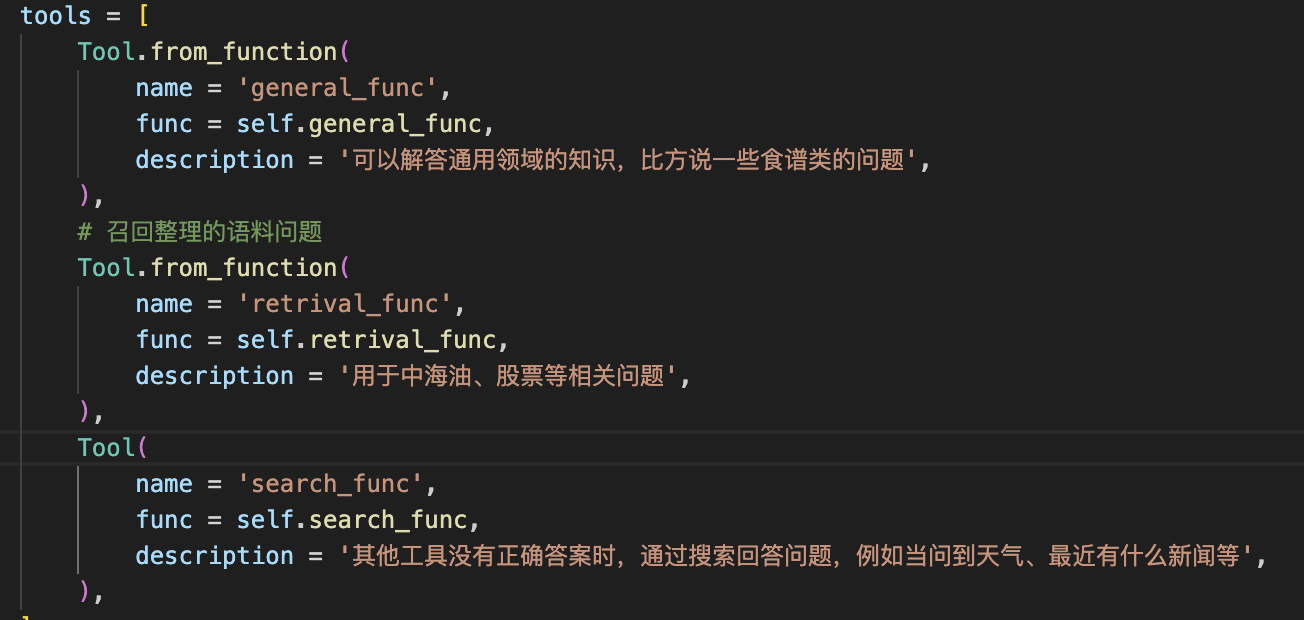 tools = [
    Tool.from_function(
        name = 'general_func',
        func = self.general_func,
        description = '可以解答通用领域的知识，比方说一些食谱类的问题',
    ),
    # 召回整理的语料问题
    Tool.from_function(
        name = 'retrival_func',
        func = self.retrival_func,
        description = '用于中海油、股票等相关问题',
    ),
    Tool(
        name = 'search_func',
        func = self.search_func,
        description = '其他工具没有正确答案时，通过搜索回答问题，例如当问到天气、最近有什么新闻等',
    ),